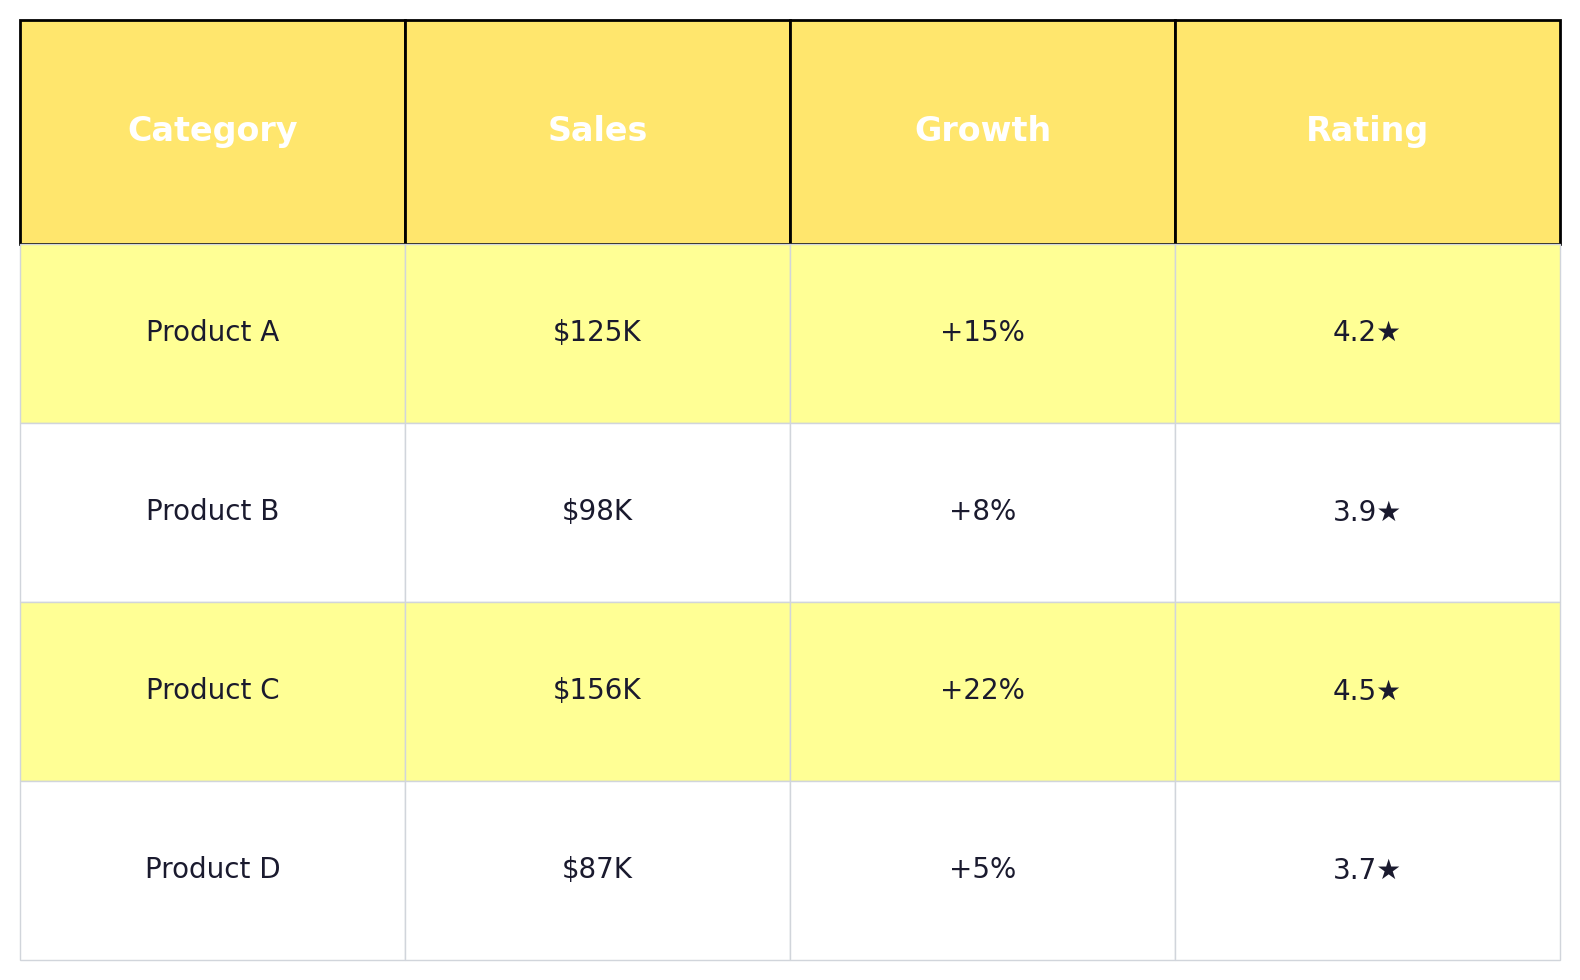 Category Sales Growth Rating
Product A $125K +15% 4.2★
Product B $98K +8% 3.9★
Product C $156K +22% 4.5★
Product D $87K +5% 3.7★